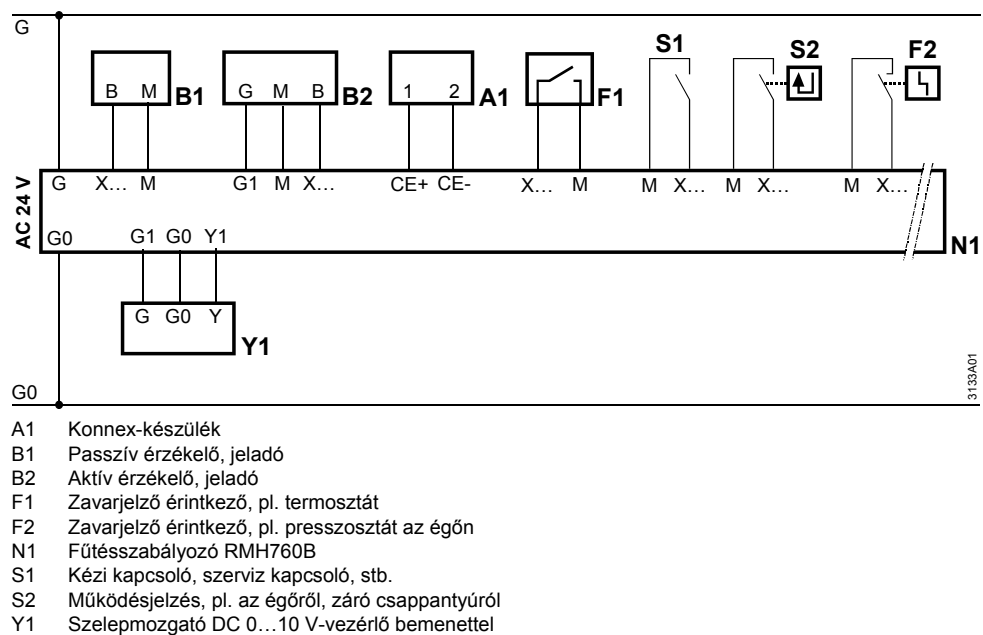 G
S1 S2 F2
B M B1 G M B B2 1 2 A1 F1
G X… M G1 M X… CE+ CE- X… M M X… M X… M X…
AC 24 V
G0 G1 G0 Y1 N1
G G0 Y Y1
3133A01
G0
A1 Konnex-készülék
B1 Passzív érzékelő, jeladó
B2 Aktív érzékelő, jeladó
F1 Zavarjelző érintkező, pl. termosztát
F2 Zavarjelző érintkező, pl. presszosztát az égőn
N1 Fűtésszabályozó RMH760B
S1 Kézi kapcsoló, szerviz kapcsoló, stb.
S2 Működésjelzés, pl. az égőről, záró csappantyúról
Y1 Szelepmozgató DC 0…10 V-vezérlő bemenettel